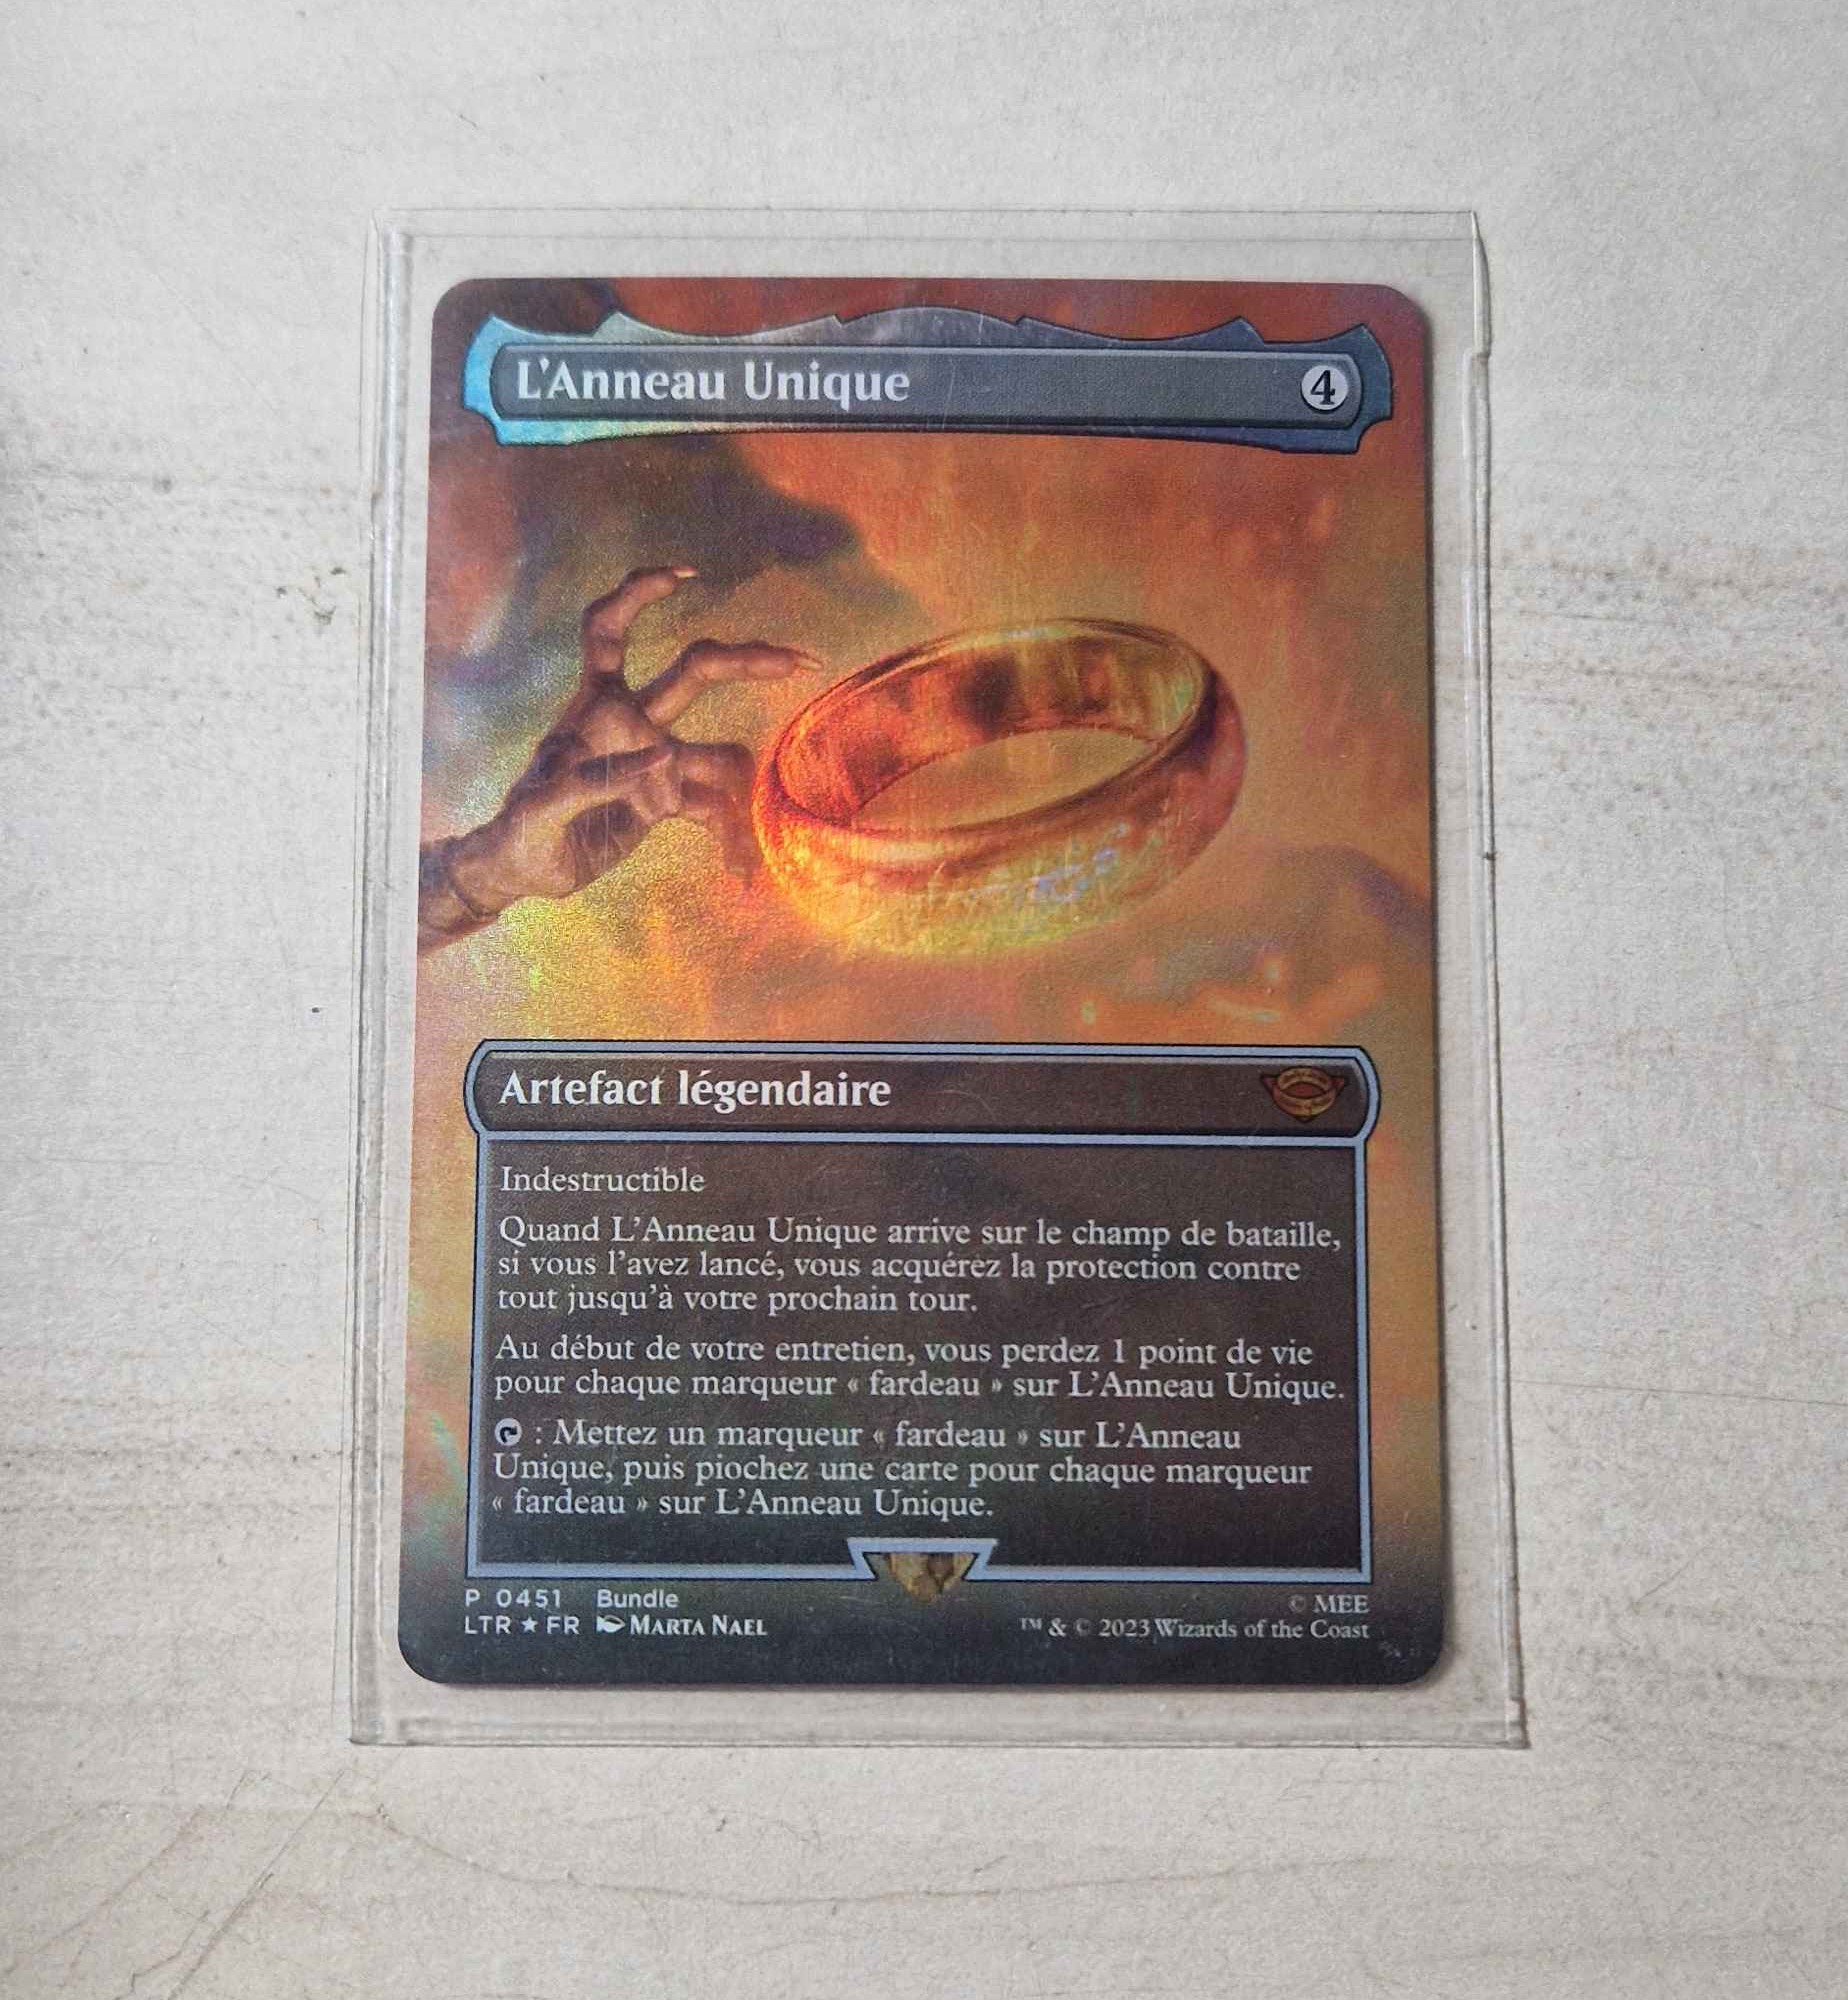 L'Anneau Unique 4
Artefact légendaire
Indestructible
Quand L'Anneau Unique arrive sur le champ de bataille,
si vous l'avez lancé, vous acquérez la protection contre
tout jusqu'à votre prochain tour.
Au début de votre entretien, vous perdez 1 point de vie
pour chaque marqueur « fardeau » sur L'Anneau Unique.
: Mettez un marqueur « fardeau » sur L'Anneau
Unique, puis piochez une carte pour chaque marqueur
« fardeau » sur L'Anneau Unique.
P 0451 Bundle
LTR ★ FR MARTA NAEL
© MEE
™ & © 2023 Wizards of the Coast